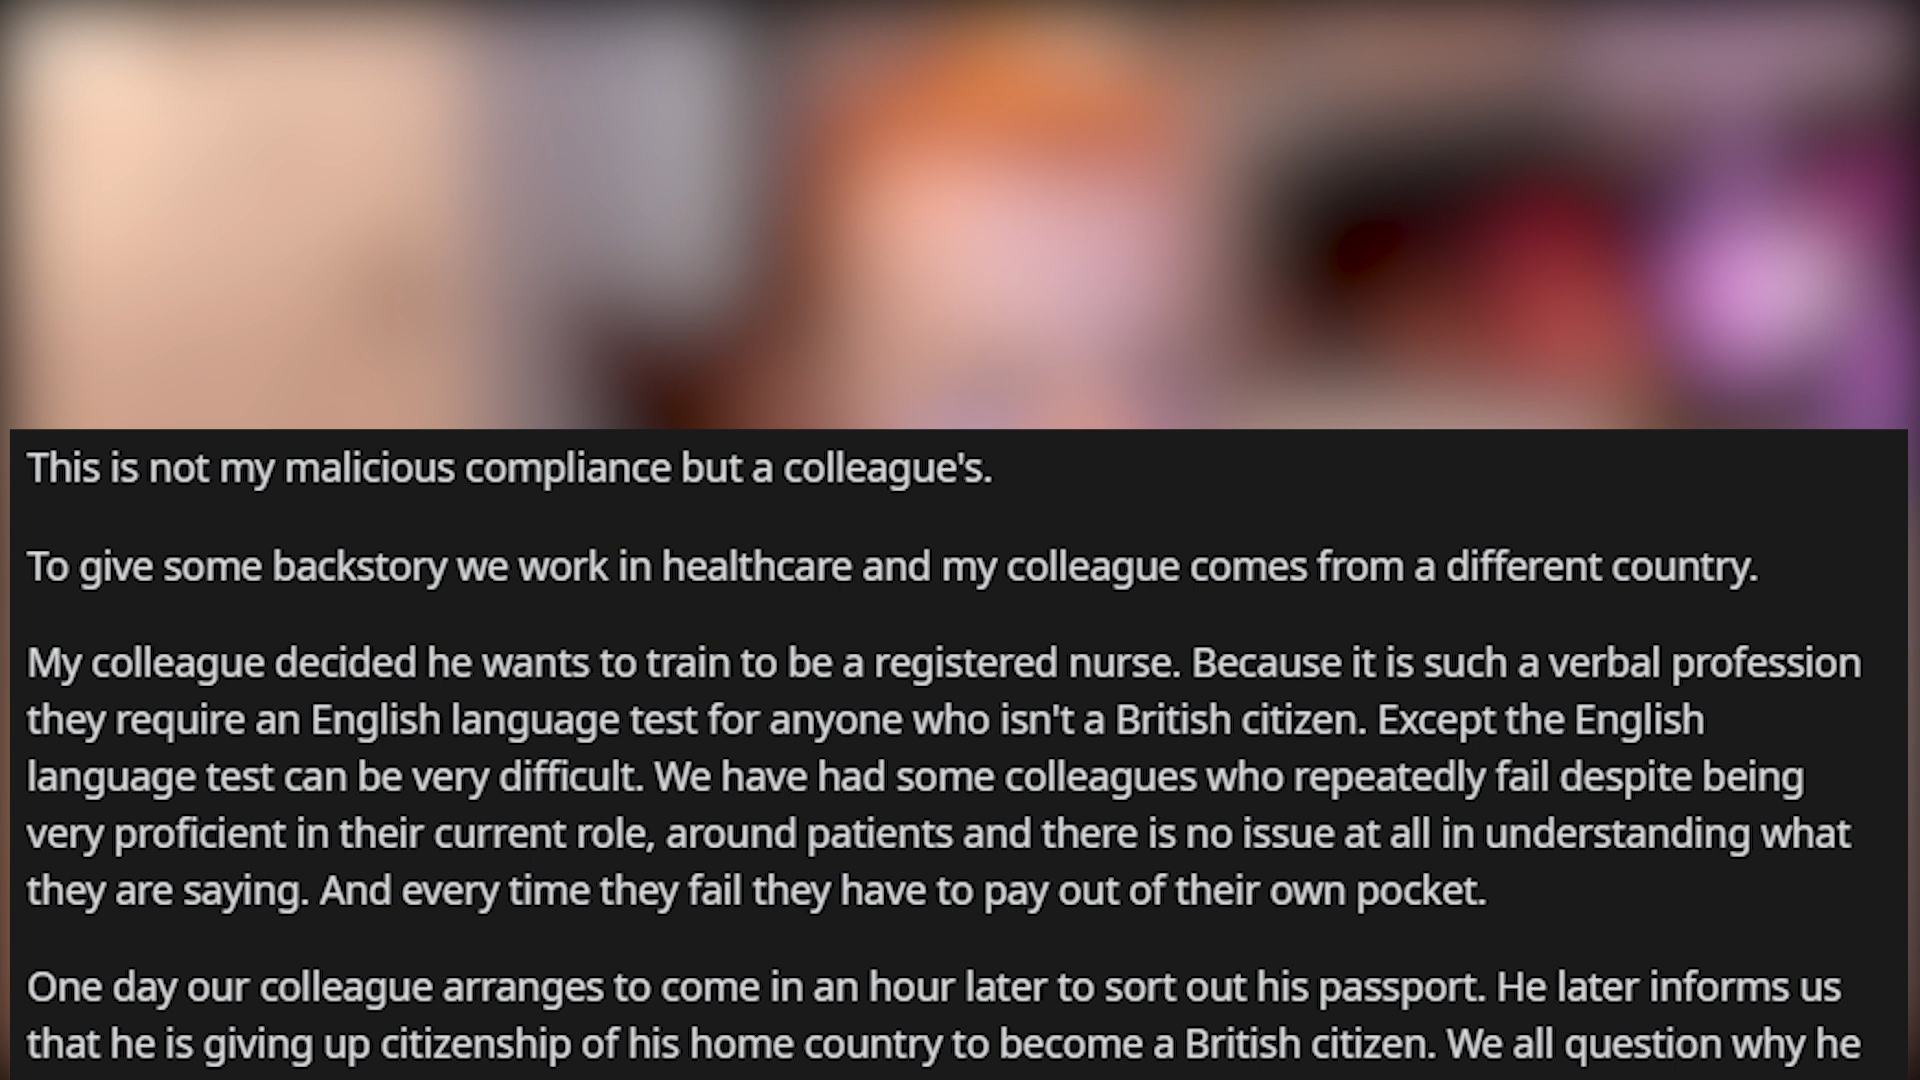 This is not my malicious compliance but a colleague's.
To give some backstory we work in healthcare and my colleague comes from a different country.
My colleague decided he wants to train to be a registered nurse. Because it is such a verbal profession
they require an English language test for anyone who isn't a British citizen. Except the English
language test can be very difficult. We have had some colleagues who repeatedly fail despite being
very proficient in their current role, around patients and there is no issue at all in understanding what
they are saying. And every time they fail they have to pay out of their own pocket.
One day our colleague arranges to come in an hour later to sort out his passport. He later informs us
that he is giving up citizenship of his home country to become a British citizen. We all question why he